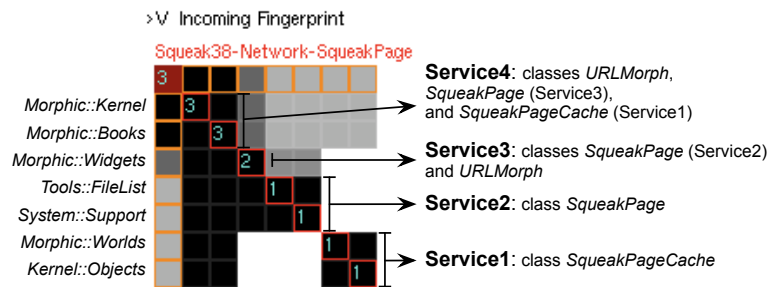 >V Incoming Fingerprint
Squeak38-Network-SqueakPage
3
Morphic::Kernel 3
Morphic::Books 3
Morphic::Widgets 2
Tools::FileList 1
System::Support 1
Morphic::Worlds 1
Kernel::Objects 1
Service4: classes URLMorph,
SqueakPage (Service3),
and SqueakPageCache (Service1)
Service3: classes SqueakPage (Service2)
and URLMorph
Service2: class SqueakPage
Service1: class SqueakPageCache